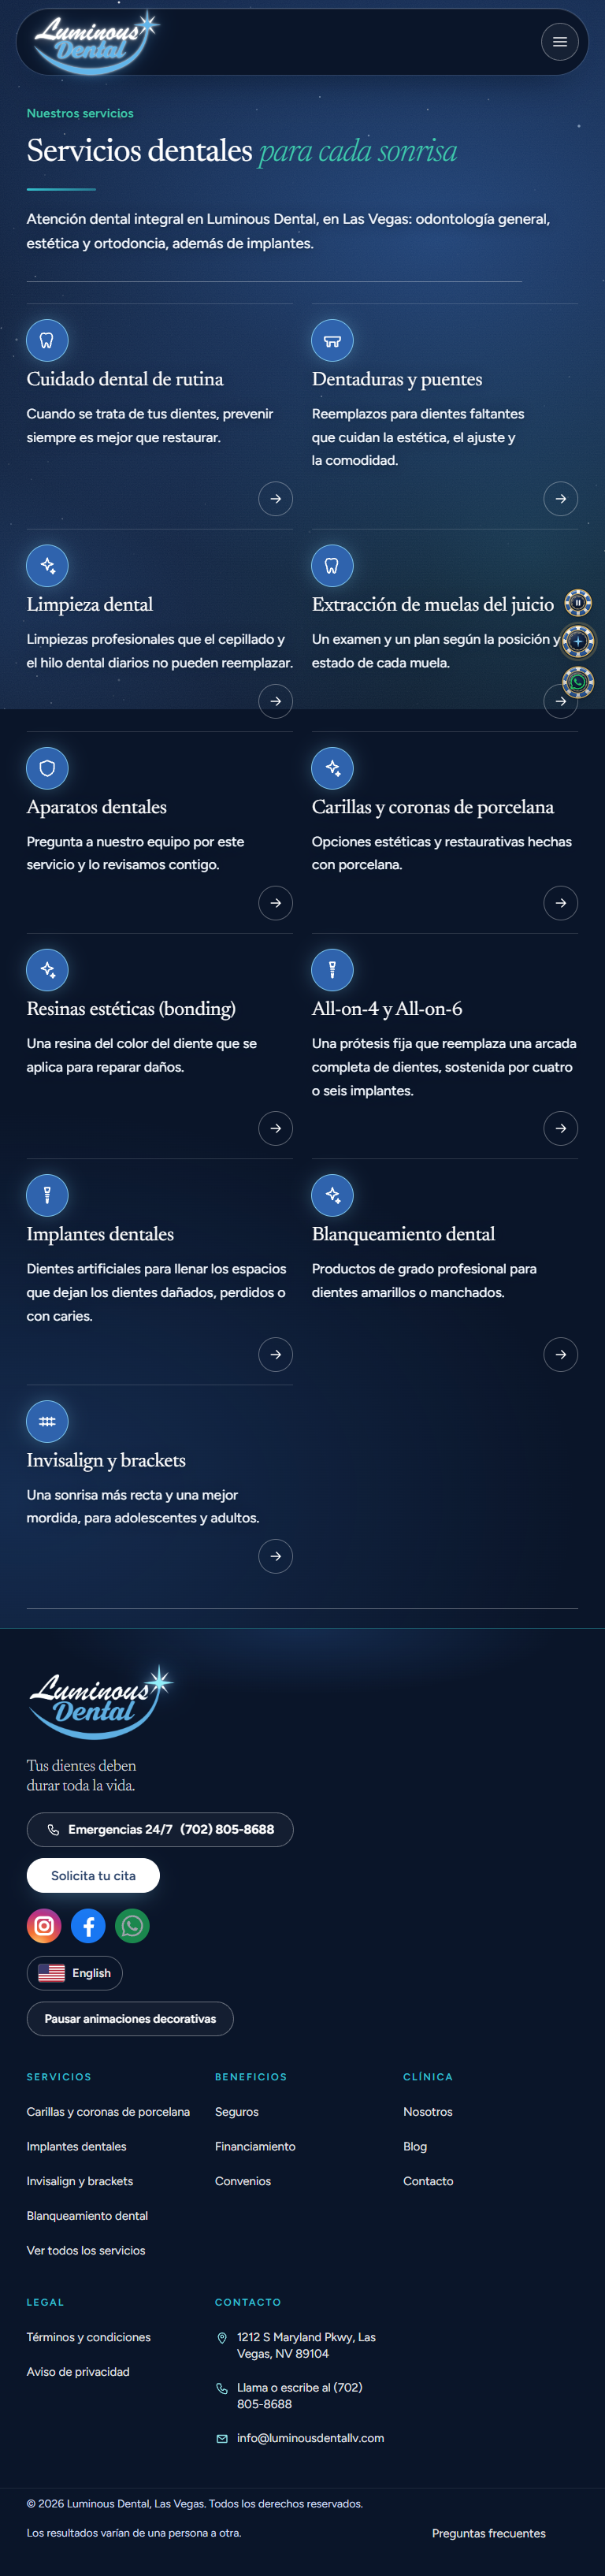 Luminous
Dental
Nuestros servicios
Servicios dentales para cada sonrisa
Atención dental integral en Luminous Dental, en Las Vegas: odontología general,
estética y ortodoncia, además de implantes.
Cuidado dental de rutina
Cuando se trata de tus dientes, prevenir
siempre es mejor que restaurar.
Dentaduras y puentes
Reemplazos para dientes faltantes
que cuidan la estética, el ajuste y
la comodidad.
Limpieza dental
Limpiezas profesionales que el cepillado y
el hilo dental diarios no pueden reemplazar.
Extracción de muelas del juicio
Un examen y un plan según la posición y
estado de cada muela.
Aparatos dentales
Pregunta a nuestro equipo por este
servicio y lo revisamos contigo.
Carillas y coronas de porcelana
Opciones estéticas y restaurativas hechas
con porcelana.
Resinas estéticas (bonding)
Una resina del color del diente que se
aplica para reparar daños.
All-on-4 y All-on-6
Una prótesis fija que reemplaza una arcada
completa de dientes, sostenida por cuatro
o seis implantes.
Implantes dentales
Dientes artificiales para llenar los espacios
que dejan los dientes dañados, perdidos o
con caries.
Blanqueamiento dental
Productos de grado profesional para
dientes amarillos o manchados.
Invisalign y brackets
Una sonrisa más recta y una mejor
mordida, para adolescentes y adultos.
Luminous
Dental
Tus dientes deben
durar toda la vida.
Emergencias 24/7 (702) 805-8688
Solicita tu cita
English
Pausar animaciones decorativas
SERVICIOS
Carillas y coronas de porcelana
Implantes dentales
Invisalign y brackets
Blanqueamiento dental
Ver todos los servicios
BENEFICIOS
Seguros
Financiamiento
Convenios
CLÍNICA
Nosotros
Blog
Contacto
LEGAL
Términos y condiciones
Aviso de privacidad
CONTACTO
1212 S Maryland Pkwy, Las
Vegas, NV 89104
Llama o escribe al (702)
805-8688
info@luminousdentallv.com
© 2026 Luminous Dental, Las Vegas. Todos los derechos reservados.
Los resultados varían de una persona a otra.
Preguntas frecuentes